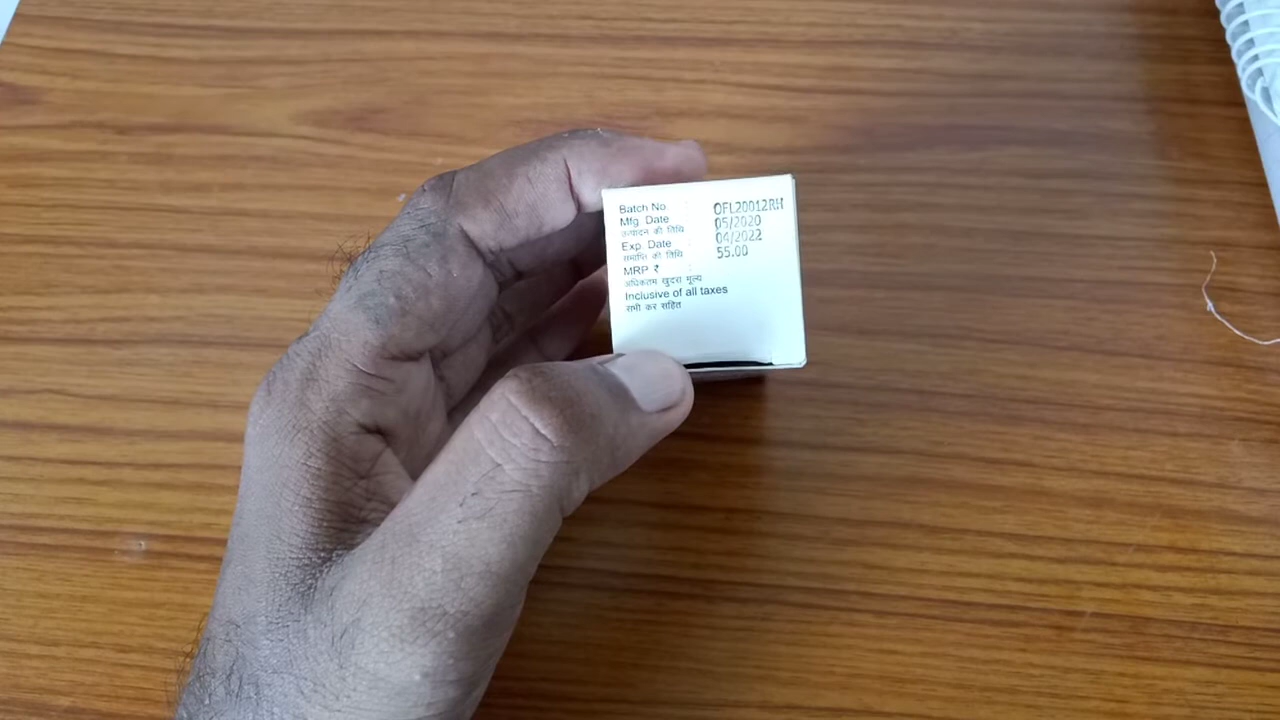 Batch No : OFL20012RH
Mfg. Date : 05/2020
उत्पादन की तिथि
Exp. Date : 04/2022
समाप्ति की तिथि
MRP ₹ : 55.00
अधिकतम खुदरा मूल्य
Inclusive of all taxes
सभी कर सहित